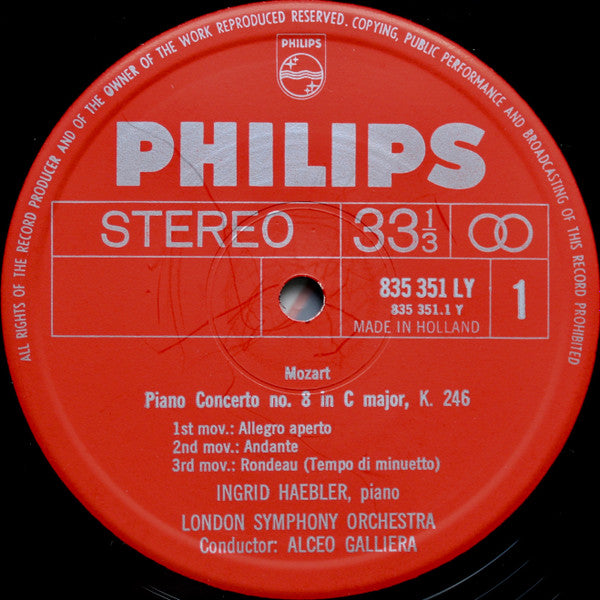 ALL RIGHTS OF THE RECORD PRODUCER AND OF THE OWNER OF THE WORK REPRODUCED RESERVED. COPYING, PUBLIC PERFORMANCE AND BROADCASTING OF THIS RECORD PROHIBITED
PHILIPS
PHILIPS
STEREO 33 1/3
835 351 LY 1
835 351.1 Y
MADE IN HOLLAND
Mozart
Piano Concerto no. 8 in C major, K. 246
1st mov.: Allegro aperto
2nd mov.: Andante
3rd mov.: Rondeau (Tempo di minuetto)
INGRID HAEBLER, piano
LONDON SYMPHONY ORCHESTRA
Conductor: ALCEO GALLIERA